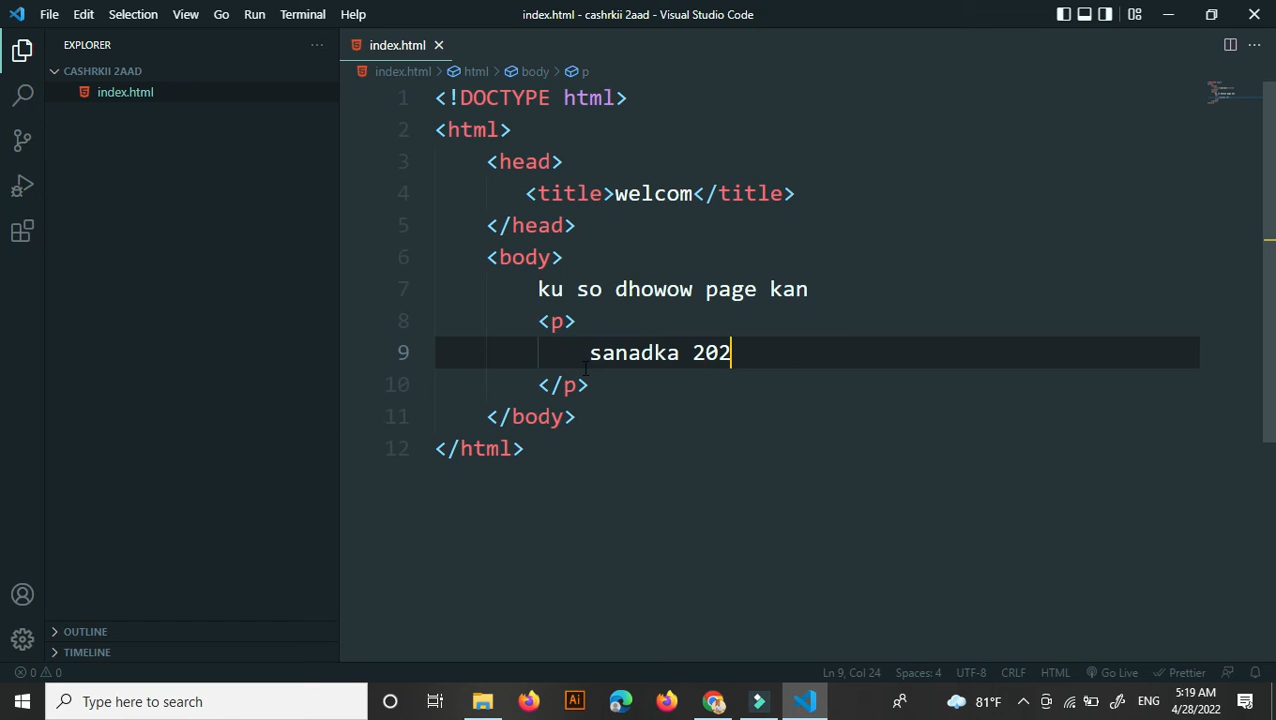 File Edit Selection View Go Run Terminal Help
index.html - cashrkii 2aad - Visual Studio Code
EXPLORER
CASHRKII 2AAD
index.html
OUTLINE
TIMELINE
index.html
index.html > html > body > p
1 <!DOCTYPE html>
2 <html>
3 <head>
4 <title>welcom</title>
5 </head>
6 <body>
7 ku so dhowow page kan
8 <p>
9 sanadka 202
10 </p>
11 </body>
12 </html>
0 0
Ln 9, Col 24 Spaces: 4 UTF-8 CRLF HTML Go Live Prettier
Type here to search
Ai
81°F
ENG
5:19 AM
4/28/2022